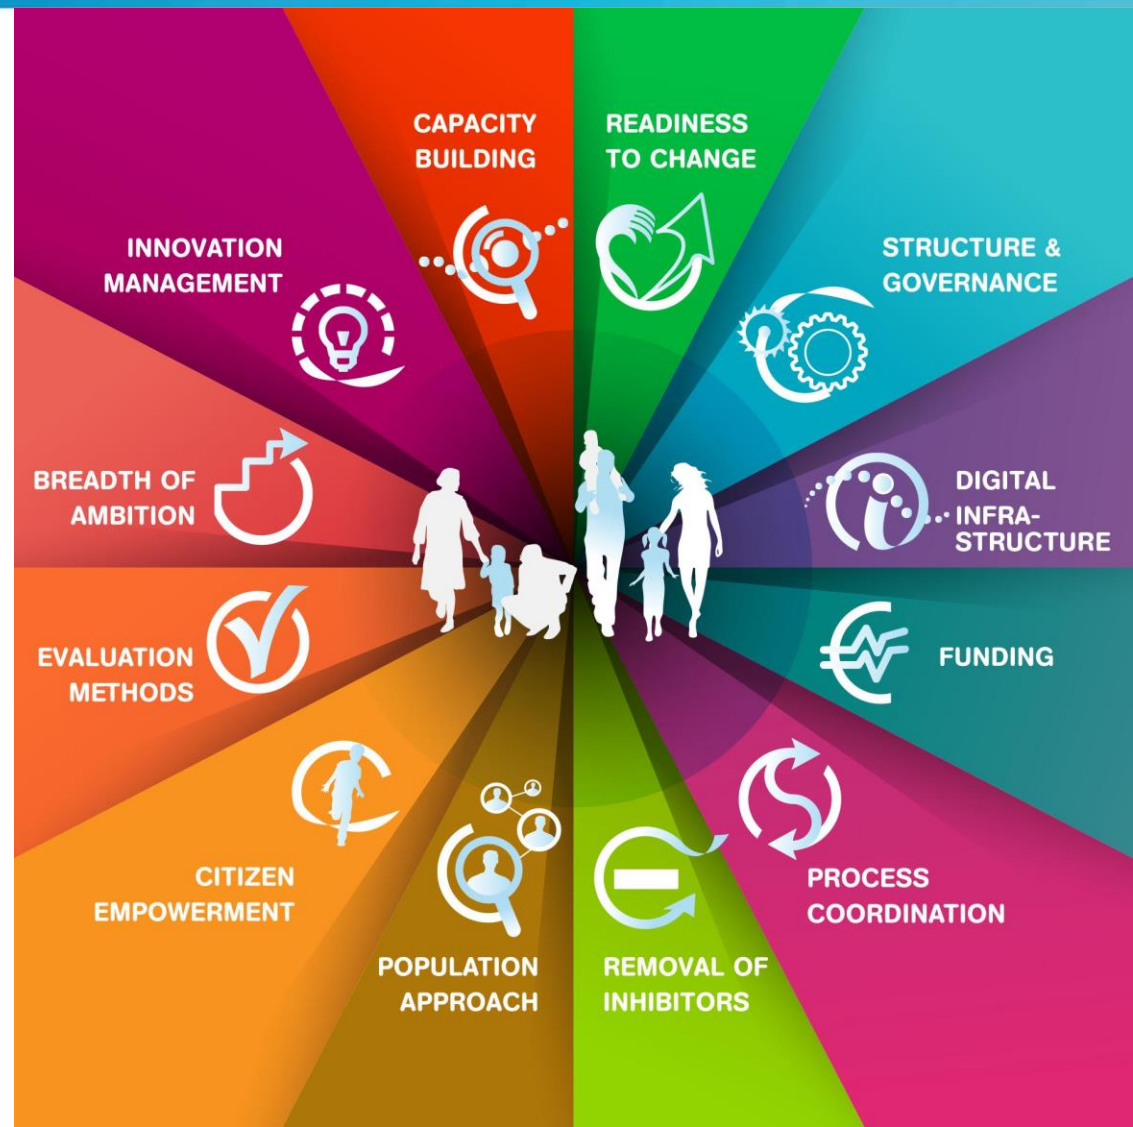 CAPACITY
BUILDING
READINESS
TO CHANGE
STRUCTURE &
GOVERNANCE
DIGITAL
INFRA-
STRUCTURE
FUNDING
PROCESS
COORDINATION
REMOVAL OF
INHIBITORS
POPULATION
APPROACH
CITIZEN
EMPOWERMENT
EVALUATION
METHODS
BREADTH OF
AMBITION
INNOVATION
MANAGEMENT